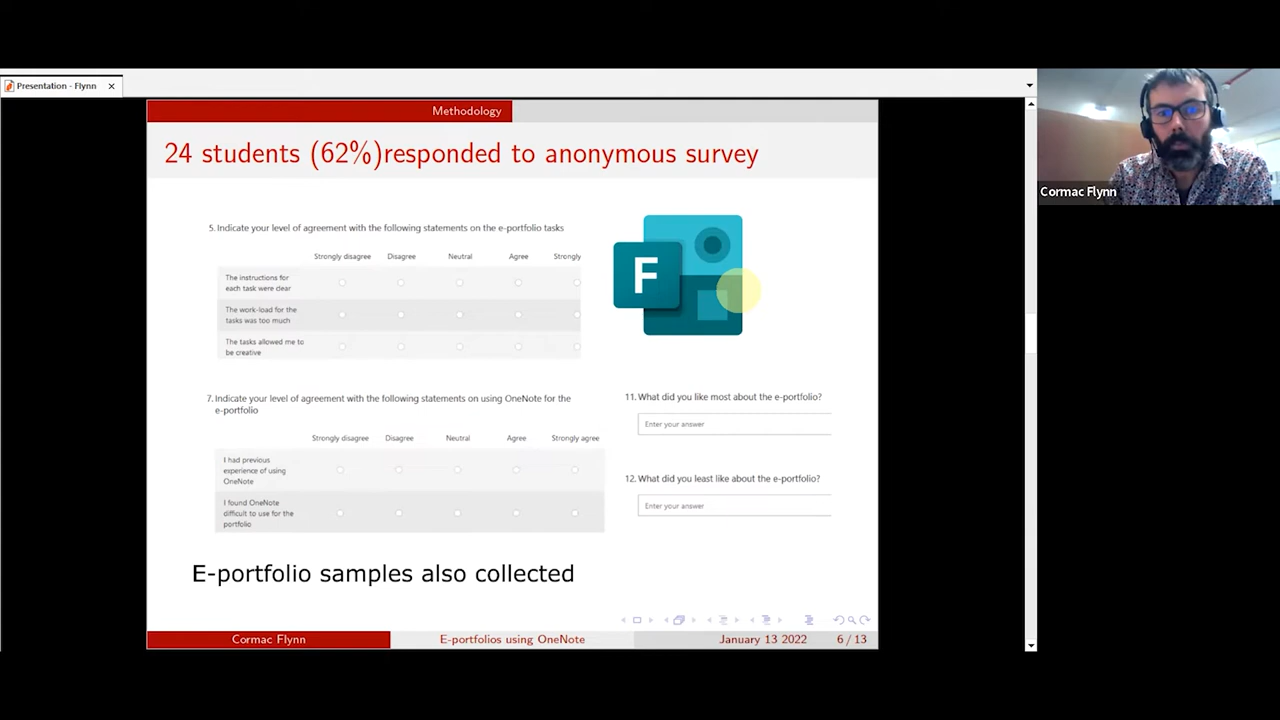 Presentation - Flynn
Methodology
24 students (62%)responded to anonymous survey
5. Indicate your level of agreement with the following statements on the e-portfolio tasks
Strongly disagree Disagree Neutral Agree Strongly
The instructions for
each task were clear
The work-load for the
tasks was too much
The tasks allowed me to
be creative
F
7. Indicate your level of agreement with the following statements on using OneNote for the
e-portfolio
Strongly disagree Disagree Neutral Agree Strongly agree
I had previous
experience of using
OneNote
I found OneNote
difficult to use for the
portfolio
11. What did you like most about the e-portfolio?
Enter your answer
12. What did you least like about the e-portfolio?
Enter your answer
E-portfolio samples also collected
Cormac Flynn E-portfolios using OneNote January 13 2022 6 / 13
Cormac Flynn